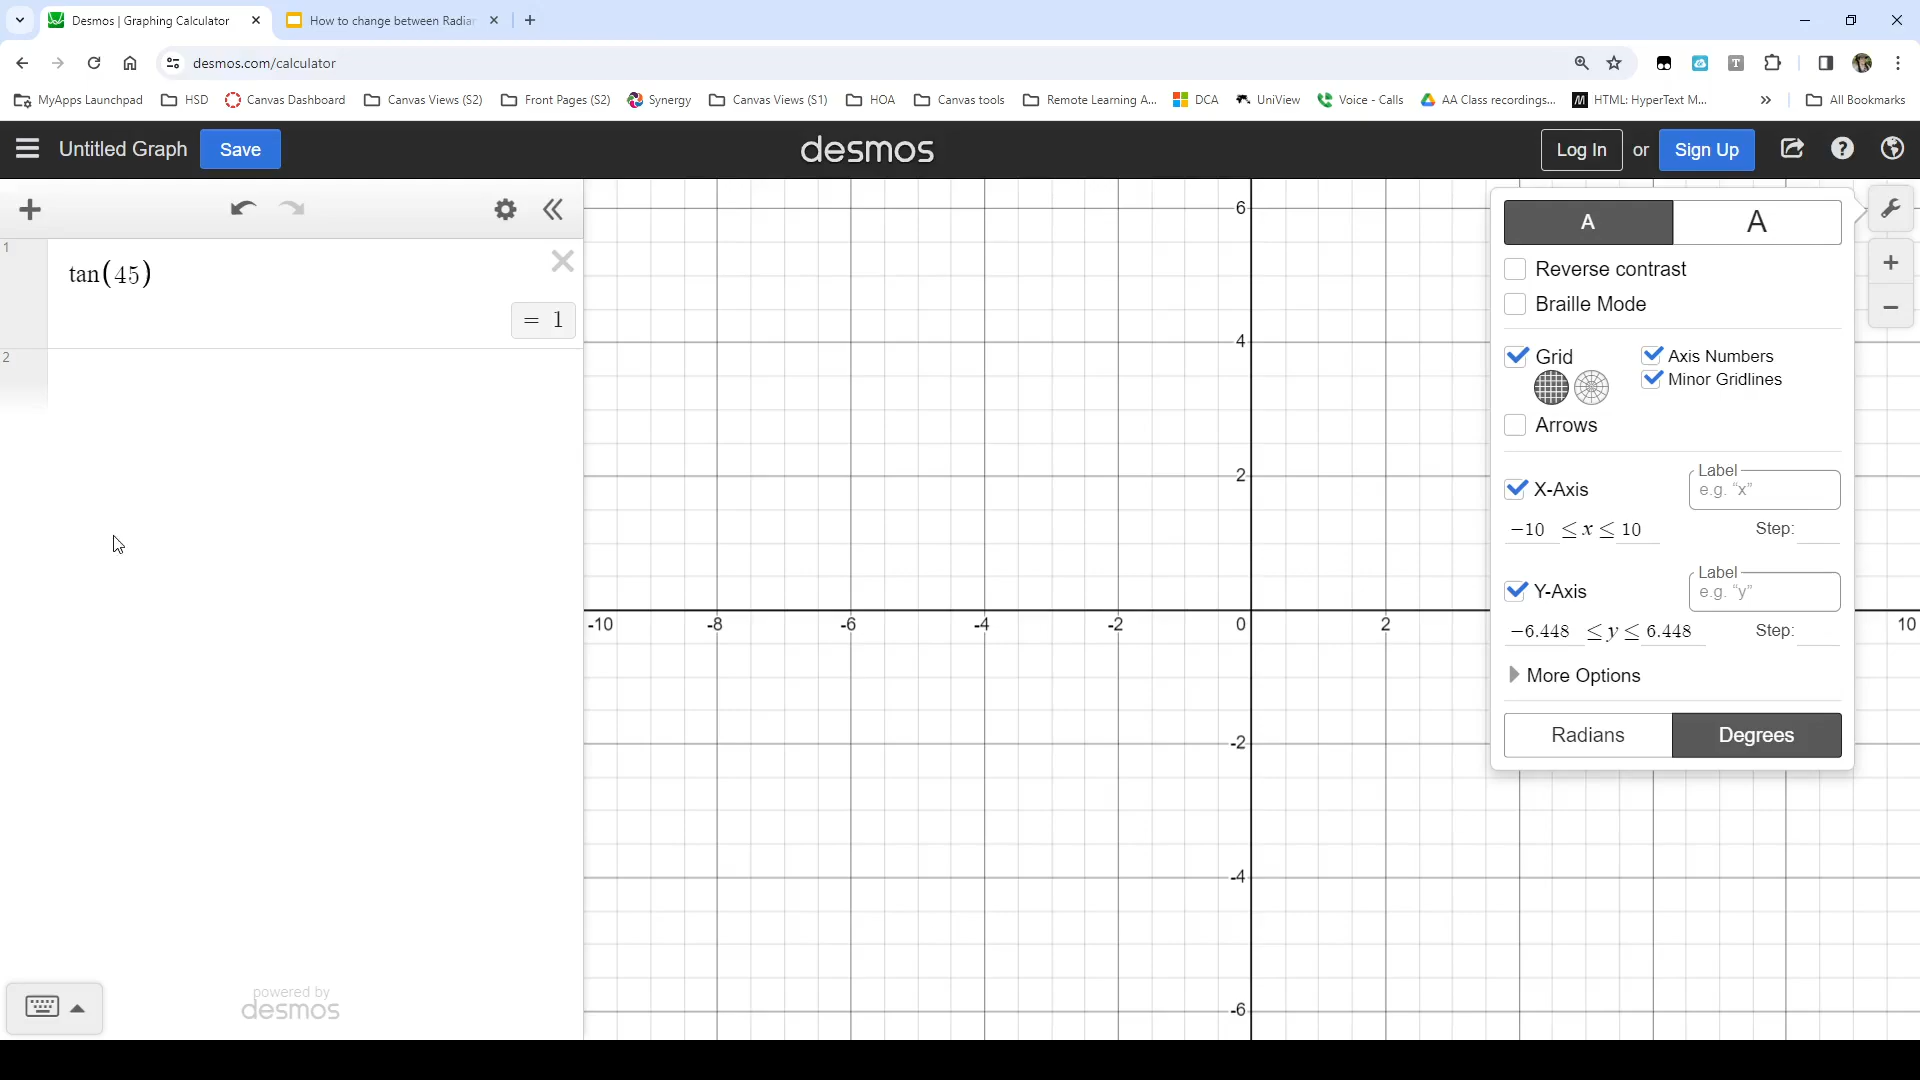 Desmos | Graphing Calculator
How to change between Radian
desmos.com/calculator
MyApps Launchpad
HSD
Canvas Dashboard
Canvas Views (S2)
Front Pages (S2)
Synergy
Canvas Views (S1)
HOA
Canvas tools
Remote Learning A...
DCA
UniView
Voice - Calls
AA Class recordings...
HTML: HyperText M...
All Bookmarks
Untitled Graph
Save
desmos
Log In
or
Sign Up
1
tan(45)
= 1
2
powered by
desmos
6
4
2
-10
-8
-6
-4
-2
0
2
10
-2
-4
-6
A
A
Reverse contrast
Braille Mode
Grid
Axis Numbers
Minor Gridlines
Arrows
X-Axis
Label
e.g. “x”
−10 ≤ x ≤ 10
Step:
Y-Axis
Label
e.g. “y”
−6.448 ≤ y ≤ 6.448
Step:
More Options
Radians
Degrees